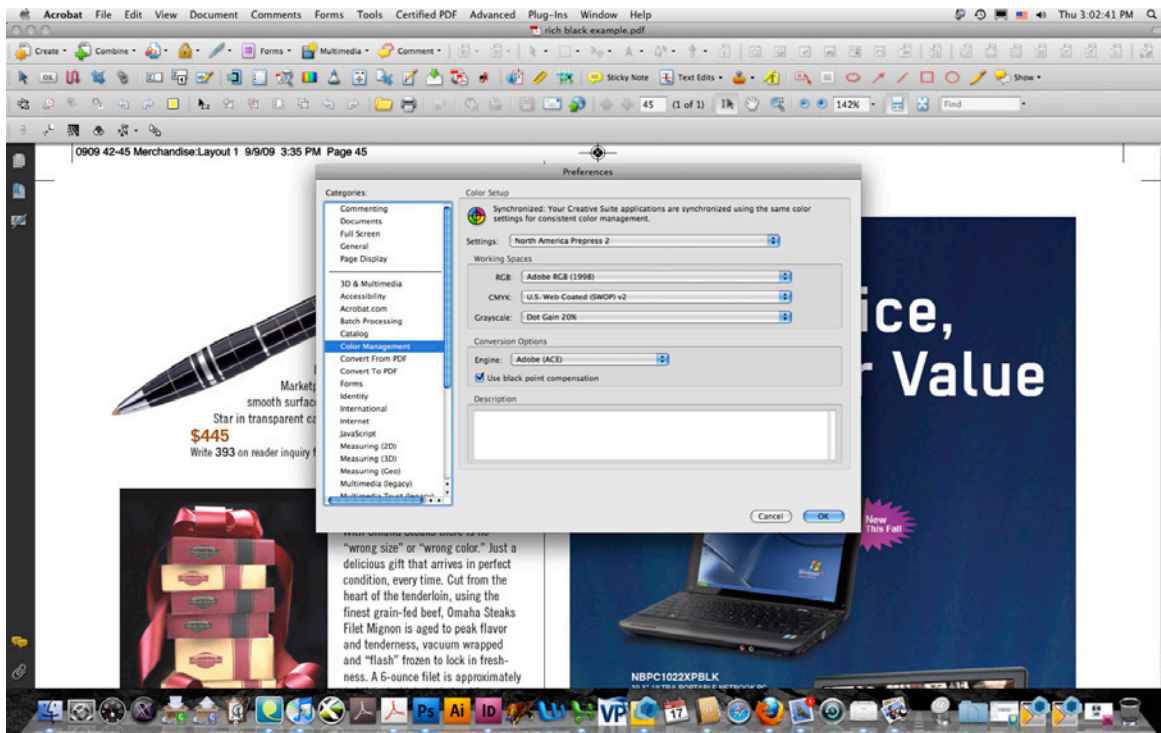 Acrobat File Edit View Document Comments Forms Tools Certified PDF Advanced Plug-Ins Window Help Thu 3:02:41 PM
rich black example.pdf
Create Combine Forms Multimedia Comment
OK Sticky Note Text Edits Show
45 (1 of 1) 142% Find
0909 42-45 Merchandise:Layout 1 9/9/09 3:35 PM Page 45
Preferences
Categories:
Commenting
Documents
Full Screen
General
Page Display
3D & Multimedia
Accessibility
Acrobat.com
Batch Processing
Catalog
Color Management
Convert From PDF
Convert To PDF
Forms
Identity
International
Internet
JavaScript
Measuring (2D)
Measuring (3D)
Measuring (Geo)
Multimedia (legacy)
Multimedia Trust (legacy)
Color Setup
Synchronized: Your Creative Suite applications are synchronized using the same color
settings for consistent color management.
Settings: North America Prepress 2
Working Spaces
RGB: Adobe RGB (1998)
CMYK: U.S. Web Coated (SWOP) v2
Grayscale: Dot Gain 20%
Conversion Options
Engine: Adobe (ACE)
Use black point compensation
Description
Cancel OK
Market
smooth surfac
Star in transparent ca
$445
Write 393 on reader inquiry f
"wrong size" or "wrong color." Just a
delicious gift that arrives in perfect
condition, every time. Cut from the
heart of the tenderloin, using the
finest grain-fed beef, Omaha Steaks
Filet Mignon is aged to peak flavor
and tenderness, vacuum wrapped
and "flash" frozen to lock in fresh-
ness. A 6-ounce filet is approximately
ice,
r Value
New
This Fall
NBPC1022XPBLK
Ps Ai ID VP 17